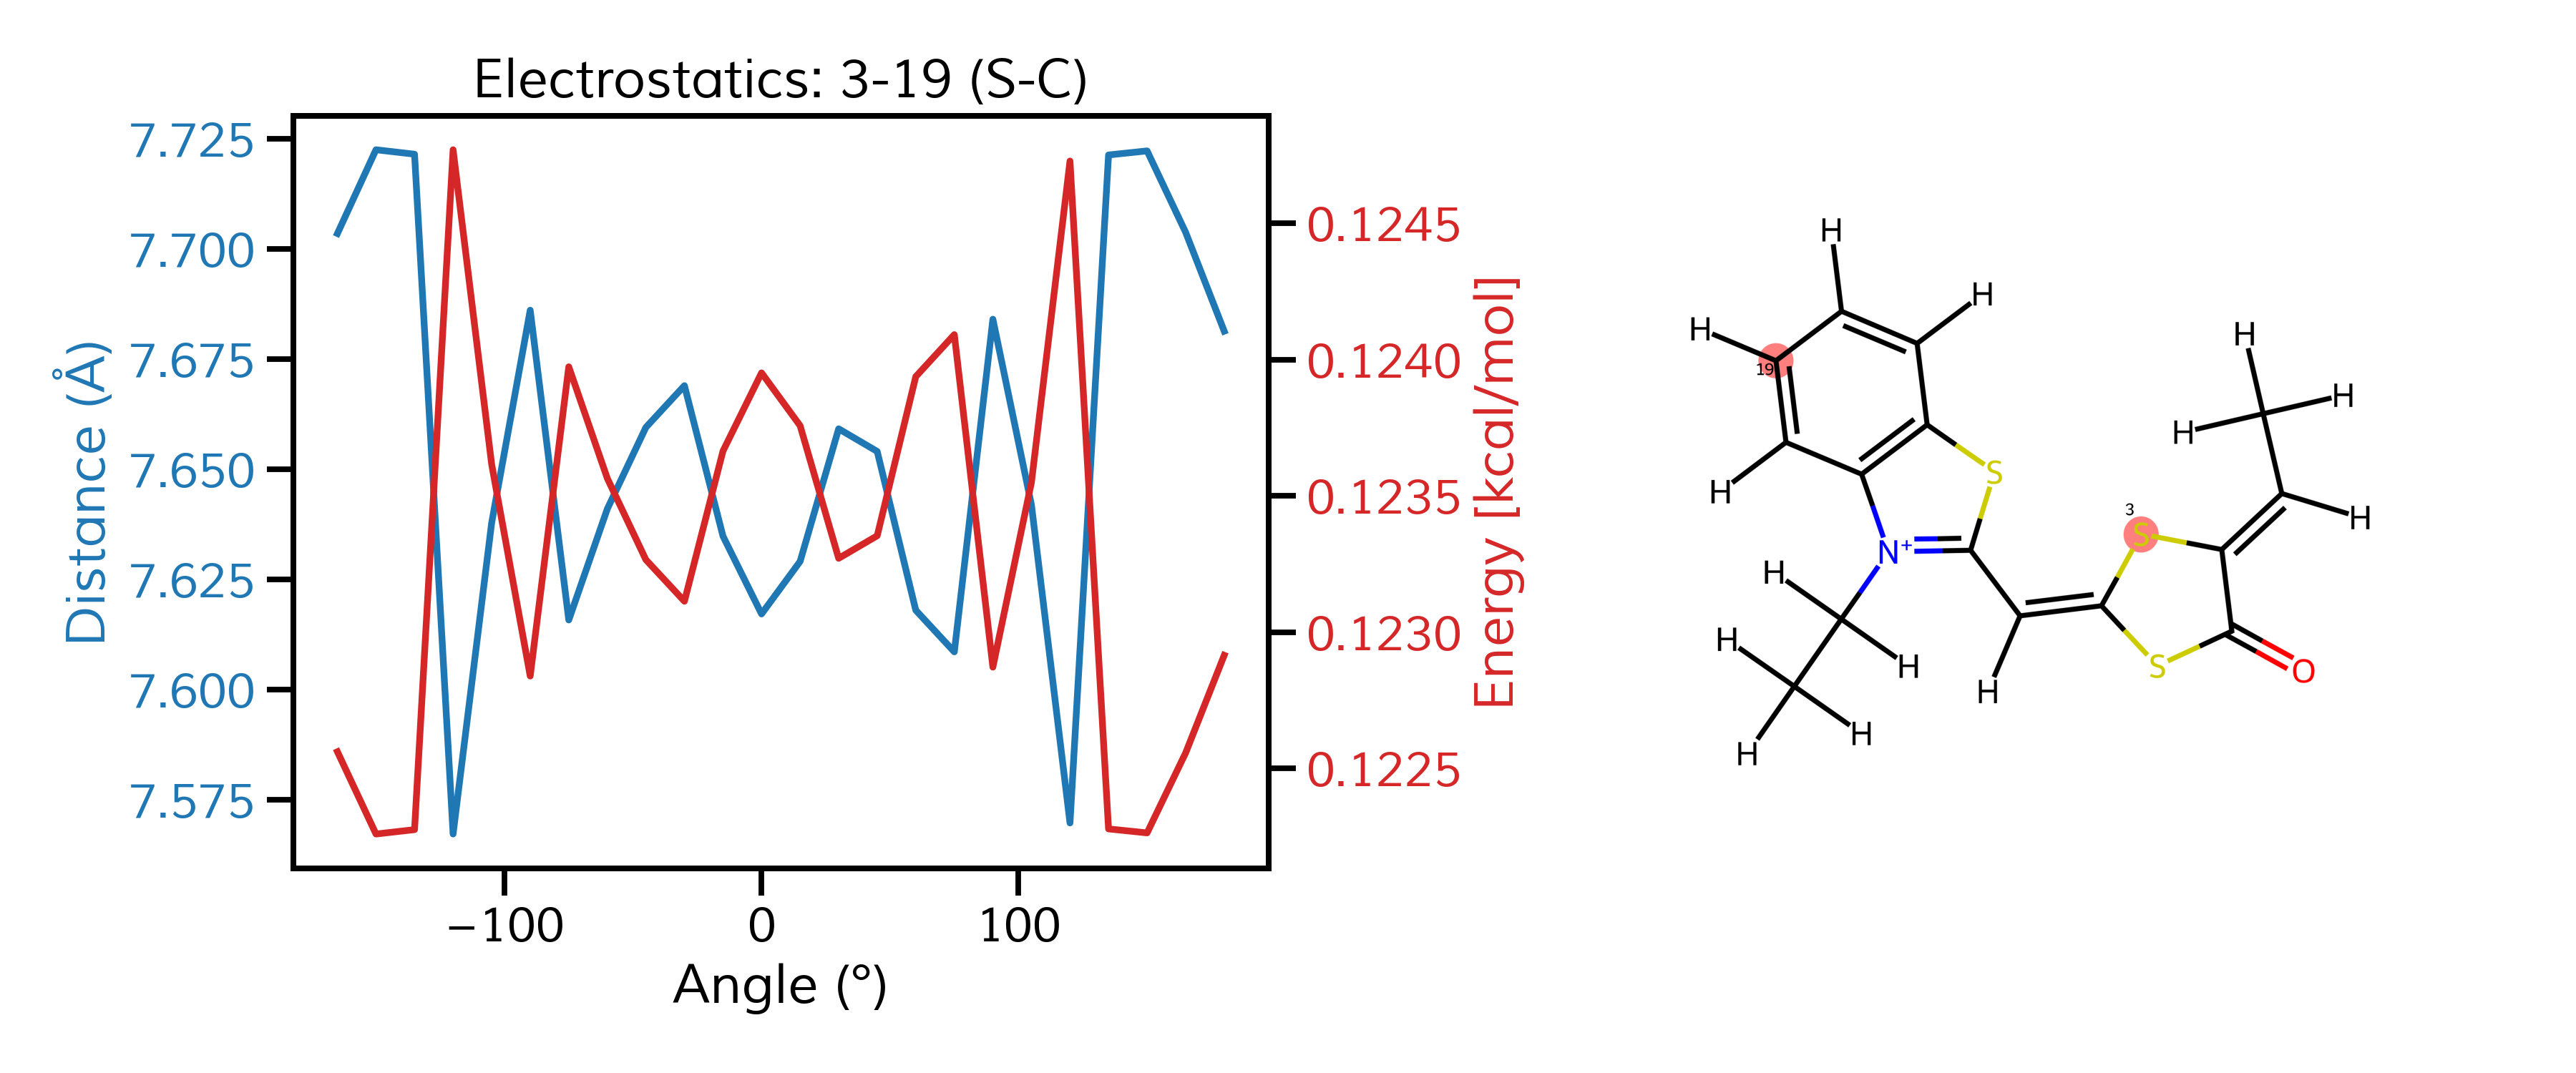 Electrostatics: 3-19 (S-C)
7.725
7.700
7.675
7.650
7.625
7.600
7.575
Distance (Å)
0.1245
0.1240
0.1235
0.1230
0.1225
Energy [kcal/mol]
−100 0 100
Angle (°)
H
H
H
H
19
H
H
H
S
3
S
H
N+
H
H
H
S
O
H
H
H